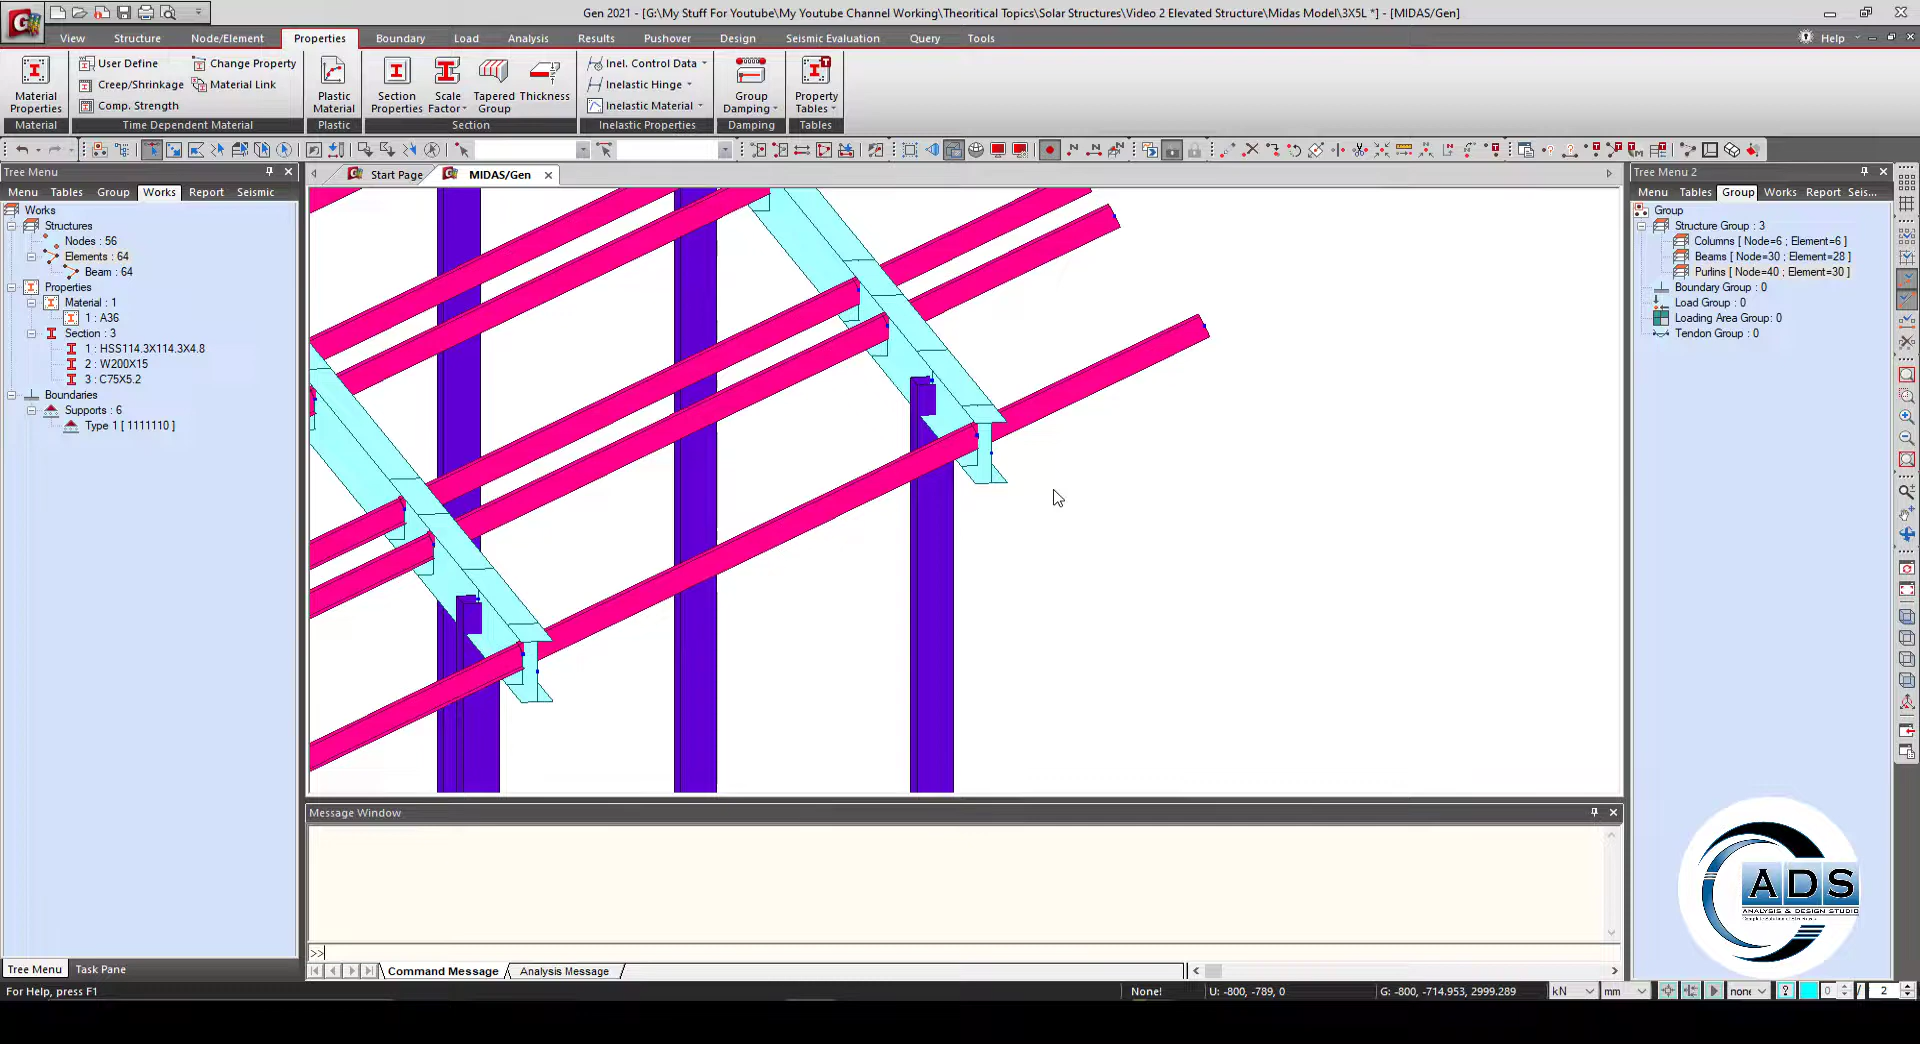 Gen 2021 - [G:\My Stuff For Youtube\My Youtube Channel Working\Theoritical Topics\Solar Structures\Video 2 Elevated Structure\Midas Model\3X5L *] - [MIDAS/Gen]
View Structure Node/Element Properties Boundary Load Analysis Results Pushover Design Seismic Evaluation Query Tools Help
Material Properties
User Define
Change Property
Creep/Shrinkage
Material Link
Comp. Strength
Plastic Material
Section Properties
Scale Factor
Tapered Group
Thickness
Inel. Control Data
Inelastic Hinge
Inelastic Material
Group Damping
Property Tables
Material Time Dependent Material Plastic Section Inelastic Properties Damping Tables
Tree Menu
Start Page MIDAS/Gen
Tree Menu 2
Menu Tables Group Works Report Seismic
Works
Structures
Nodes : 56
Elements : 64
Beam : 64
Properties
Material : 1
1 : A36
Section : 3
1 : HSS114.3X114.3X4.8
2 : W200X15
3 : C75X5.2
Boundaries
Supports : 6
Type 1 [ 1111110 ]
Menu Tables Group Works Report Seis...
Group
Structure Group : 3
Columns [ Node=6 ; Element=6 ]
Beams [ Node=30 ; Element=28 ]
Purlins [ Node=40 ; Element=30 ]
Boundary Group : 0
Load Group : 0
Loading Area Group: 0
Tendon Group : 0
Message Window
>>
Command Message Analysis Message
Tree Menu Task Pane
ADS
ANALYSIS & DESIGN STUDIO
For Help, press F1
None! U: -800, -789, 0 G: -800, -714.953, 2999.289 kN mm none ? 0 / 2